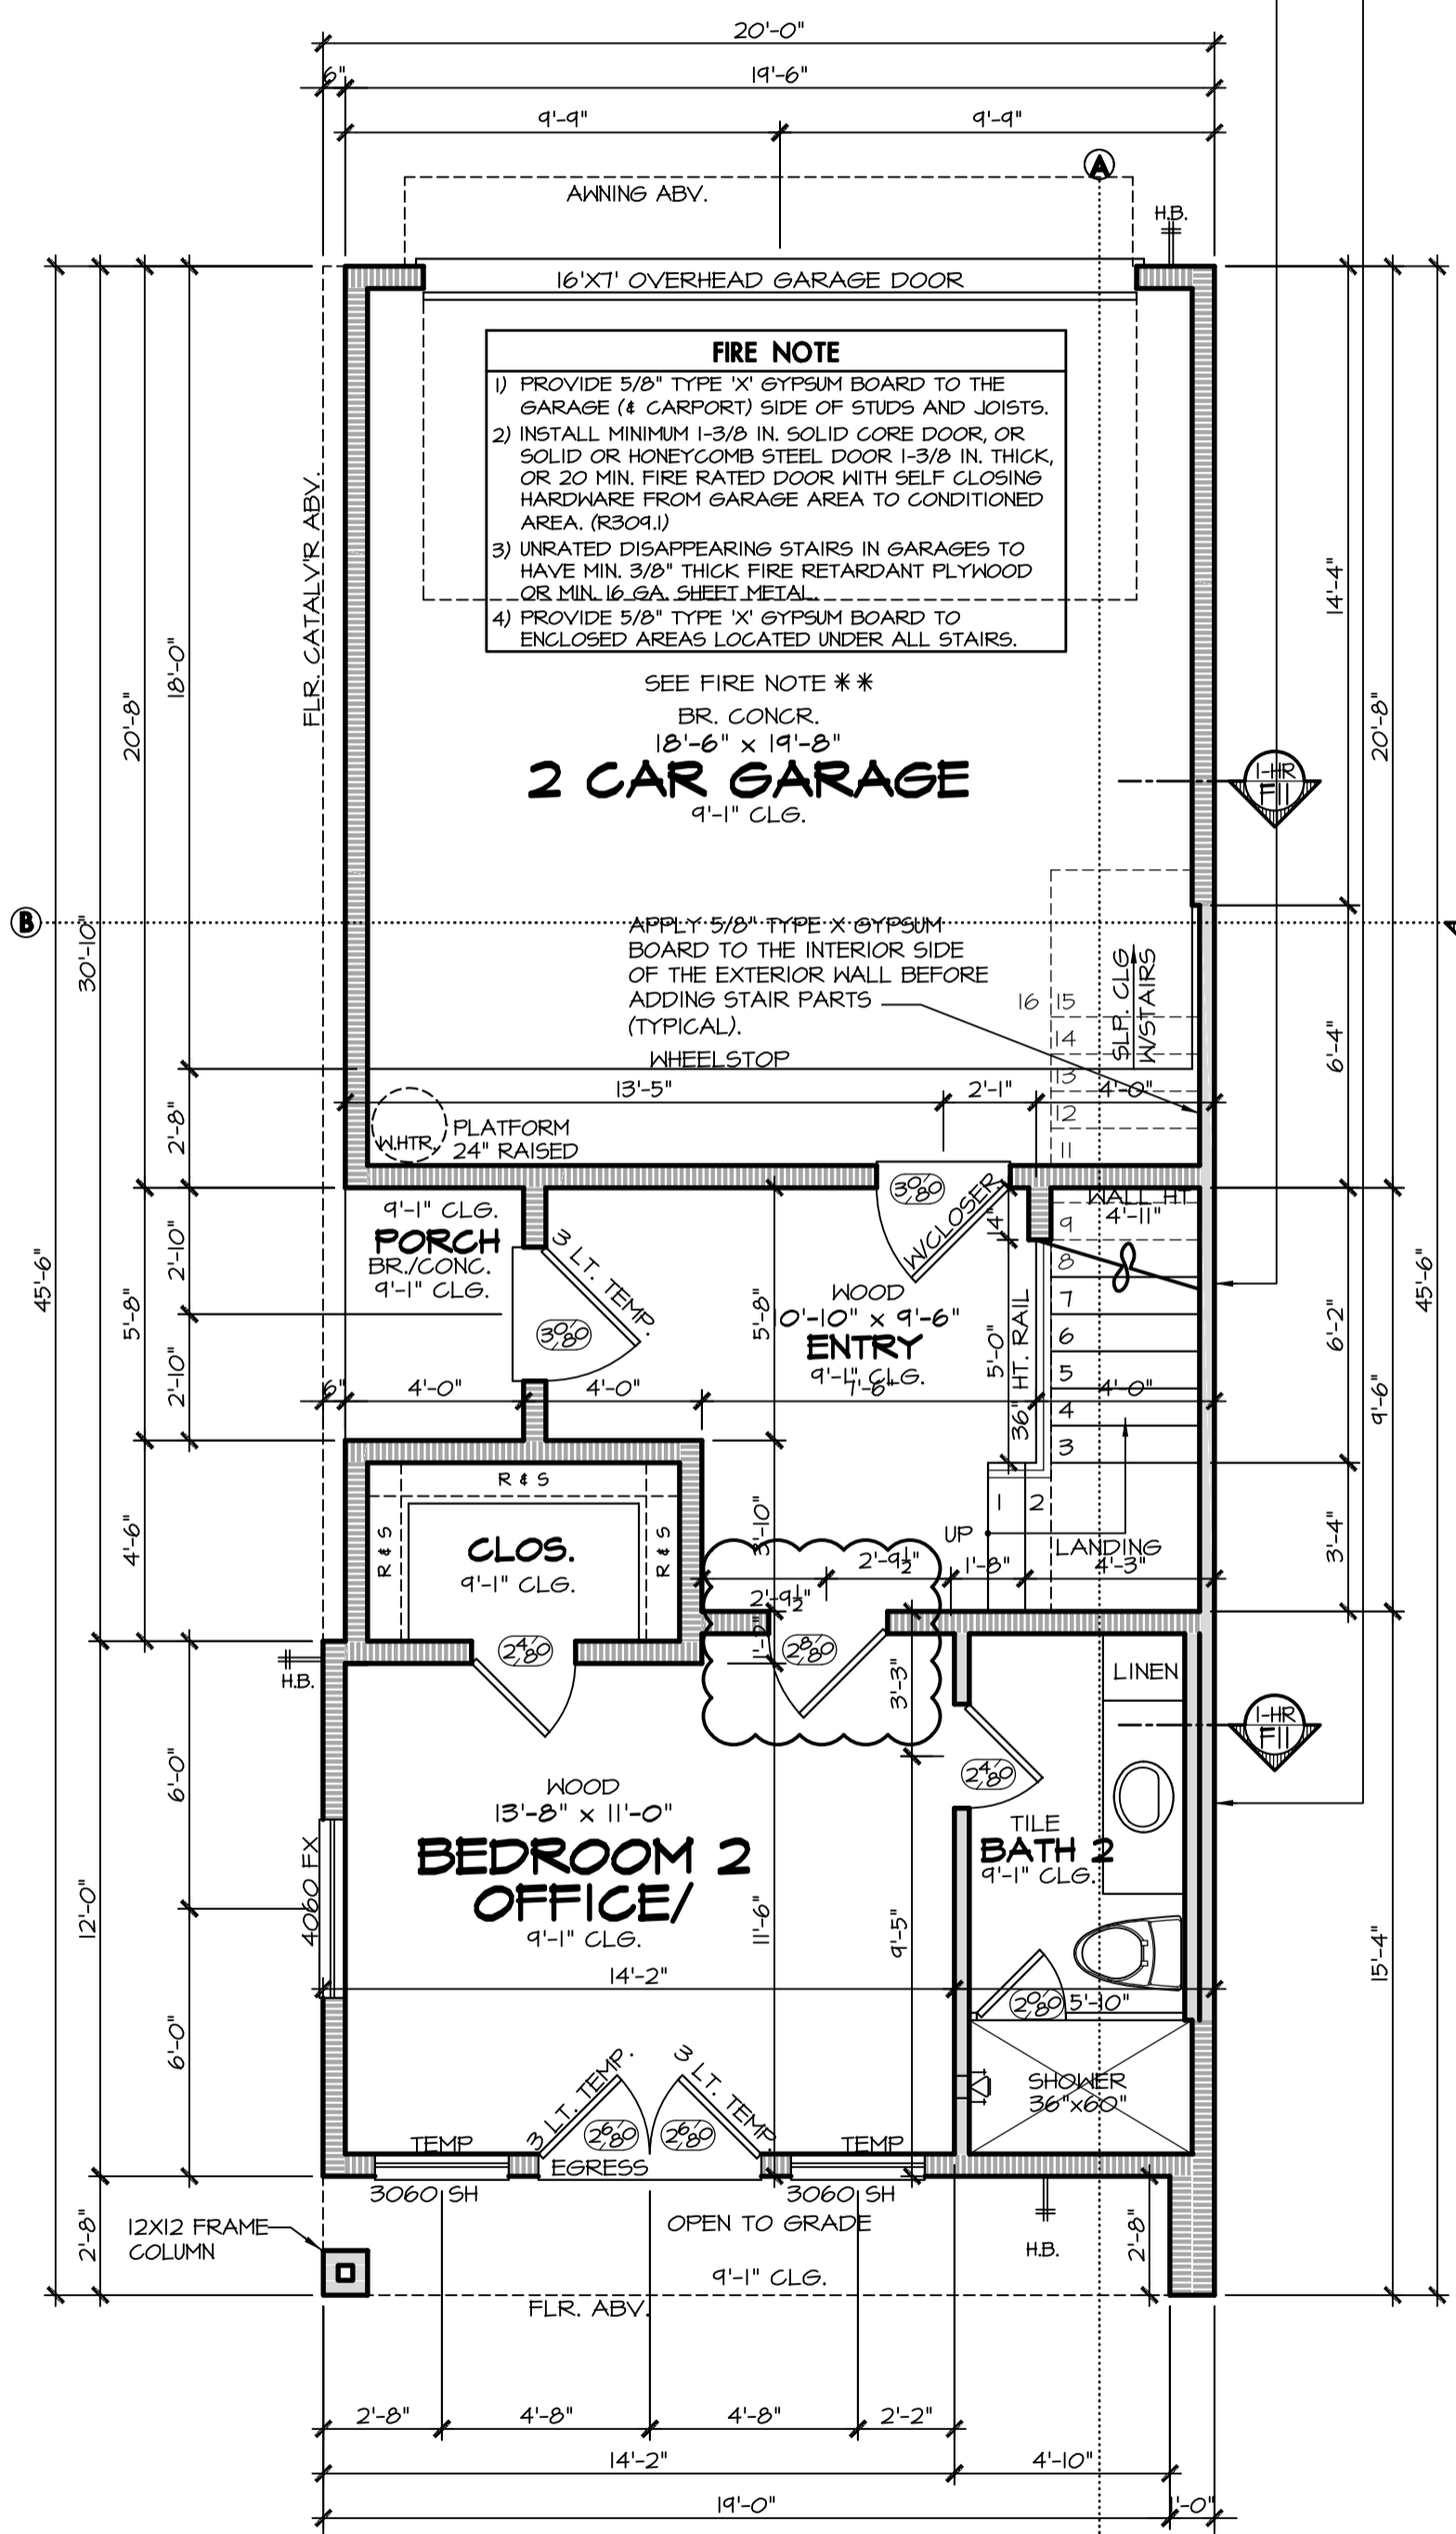 20'-0"
6" 19'-6"
9'-9" 9'-9"
A
AWNING ABV.
H.B.
16'X7' OVERHEAD GARAGE DOOR
FIRE NOTE
1) PROVIDE 5/8" TYPE 'X' GYPSUM BOARD TO THE
GARAGE (& CARPORT) SIDE OF STUDS AND JOISTS.
2) INSTALL MINIMUM 1-3/8 IN. SOLID CORE DOOR, OR
SOLID OR HONEYCOMB STEEL DOOR 1-3/8 IN. THICK,
OR 20 MIN. FIRE RATED DOOR WITH SELF CLOSING
HARDWARE FROM GARAGE AREA TO CONDITIONED
AREA. (R309.1)
3) UNRATED DISAPPEARING STAIRS IN GARAGES TO
HAVE MIN. 3/8" THICK FIRE RETARDANT PLYWOOD
OR MIN. 16 GA. SHEET METAL.
4) PROVIDE 5/8" TYPE 'X' GYPSUM BOARD TO
ENCLOSED AREAS LOCATED UNDER ALL STAIRS.
FLR. CATALV'R ABV.
14'-4"
18'-0"
20'-8"
20'-8"
SEE FIRE NOTE **
BR. CONCR.
18'-6" x 19'-8"
2 CAR GARAGE
9'-1" CLG.
1-HR
F11
B
30'-10"
APPLY 5/8" TYPE X GYPSUM
BOARD TO THE INTERIOR SIDE
OF THE EXTERIOR WALL BEFORE
ADDING STAIR PARTS
(TYPICAL).
SLP. CLG
W/STAIRS
16 15
14
13
12
11
6'-4"
WHEELSTOP
13'-5" 2'-1" 4'-0"
2'-8"
W.HTR.
PLATFORM
24" RAISED
9'-1" CLG.
PORCH
BR./CONC.
9'-1" CLG.
3 LT. TEMP.
3080
3080
W/CLOSER
14"
WALL HT
4'-11"
9
8
7
6
5
4
3
2'-10"
2'-10"
5'-8"
45'-6"
5'-8"
WOOD
10'-10" x 9'-6"
ENTRY
9'-1" CLG.
5'-0"
36" HT. RAIL
6'-2"
9'-6"
45'-6"
6" 4'-0" 4'-0" 7'-6" 4'-0"
R & S
R & S
R & S
CLOS.
9'-1" CLG.
4'-6"
3'-10"
1 2
UP
LANDING
3'-4"
2'-9½"
2'-9½"
1'-8" 4'-3"
1'-2"
2480
2880
3'-3"
H.B.
LINEN
1-HR
F11
6'-0"
WOOD
13'-8" x 11'-0"
BEDROOM 2
OFFICE/
9'-1" CLG.
2480
TILE
BATH 2
9'-1" CLG.
4060 FX
12'-0"
11'-6"
9'-5"
15'-4"
14'-2"
2080 5'-10"
6'-0"
SHOWER
36"x60"
3 LT. TEMP.
3 LT. TEMP.
2680 2680
TEMP TEMP
EGRESS
3060 SH 3060 SH
OPEN TO GRADE
12X12 FRAME
COLUMN
2'-8"
H.B.
2'-8"
9'-1" CLG.
FLR. ABV.
2'-8" 4'-8" 4'-8" 2'-2"
14'-2" 4'-10"
19'-0" 1'-0"